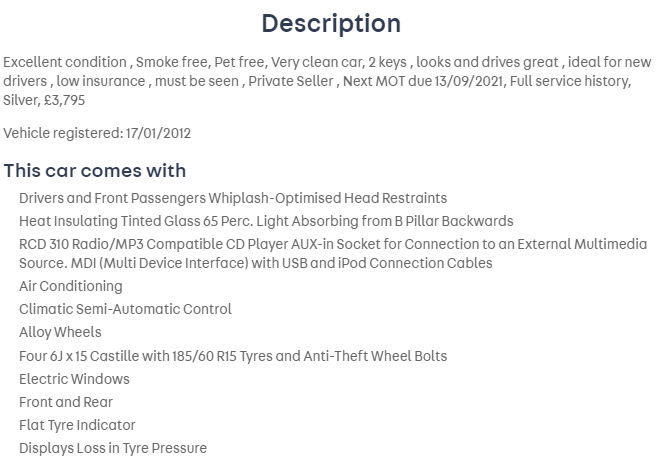 Description
Excellent condition , Smoke free, Pet free, Very clean car, 2 keys , looks and drives great , ideal for new
drivers , low insurance , must be seen , Private Seller , Next MOT due 13/09/2021, Full service history,
Silver, £3,795
Vehicle registered: 17/01/2012
This car comes with
Drivers and Front Passengers Whiplash-Optimised Head Restraints
Heat Insulating Tinted Glass 65 Perc. Light Absorbing from B Pillar Backwards
RCD 310 Radio/MP3 Compatible CD Player AUX-in Socket for Connection to an External Multimedia
Source. MDI (Multi Device Interface) with USB and iPod Connection Cables
Air Conditioning
Climatic Semi-Automatic Control
Alloy Wheels
Four 6J x 15 Castille with 185/60 R15 Tyres and Anti-Theft Wheel Bolts
Electric Windows
Front and Rear
Flat Tyre Indicator
Displays Loss in Tyre Pressure